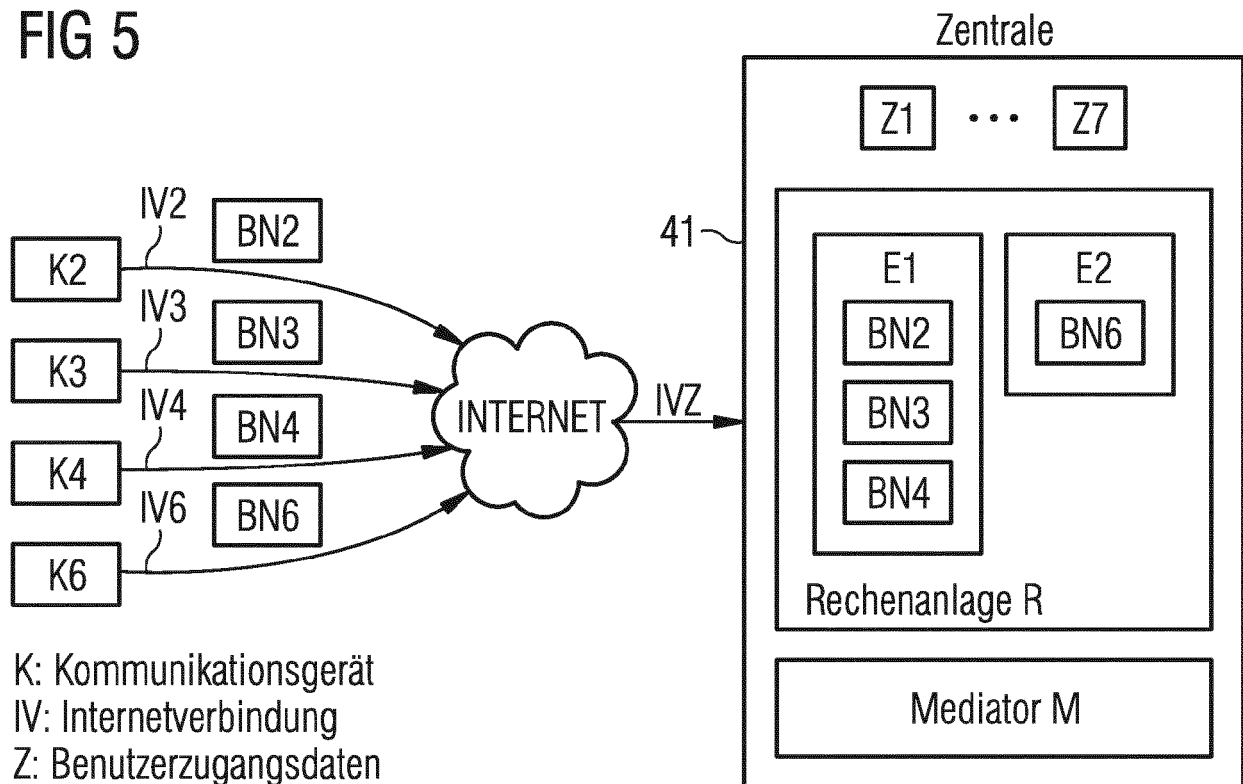 FIG 5
Zentrale
Z1 ... Z7
41
IV2
BN2
K2
IV3
BN3
K3
IV4
BN4
K4
IV6
BN6
K6
INTERNET
IVZ
E1
BN2
BN3
BN4
E2
BN6
Rechenanlage R
Mediator M
K: Kommunikationsgerät
IV: Internetverbindung
Z: Benutzerzugangsdaten